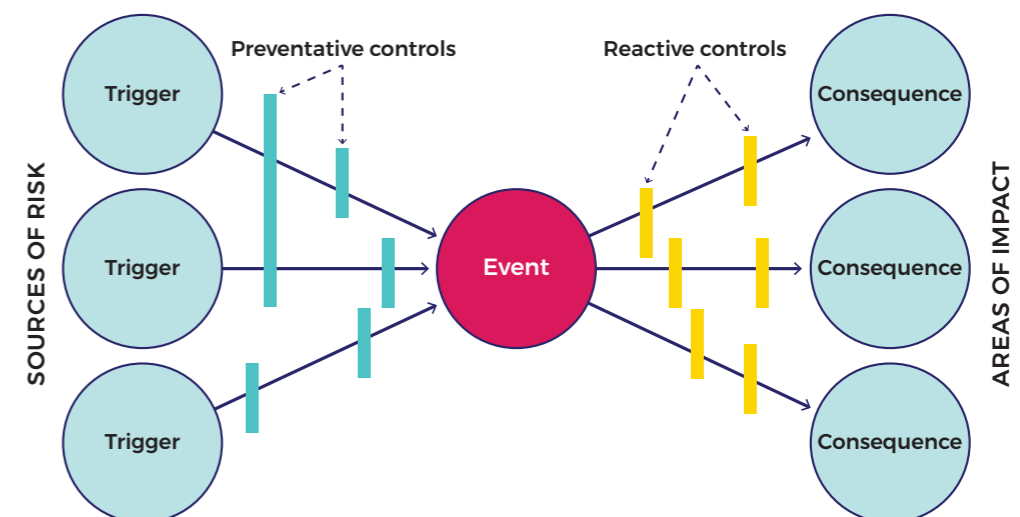 Preventative controls
Reactive controls
Trigger
Consequence
SOURCES OF RISK
Trigger
Event
Consequence
AREAS OF IMPACT
Trigger
Consequence